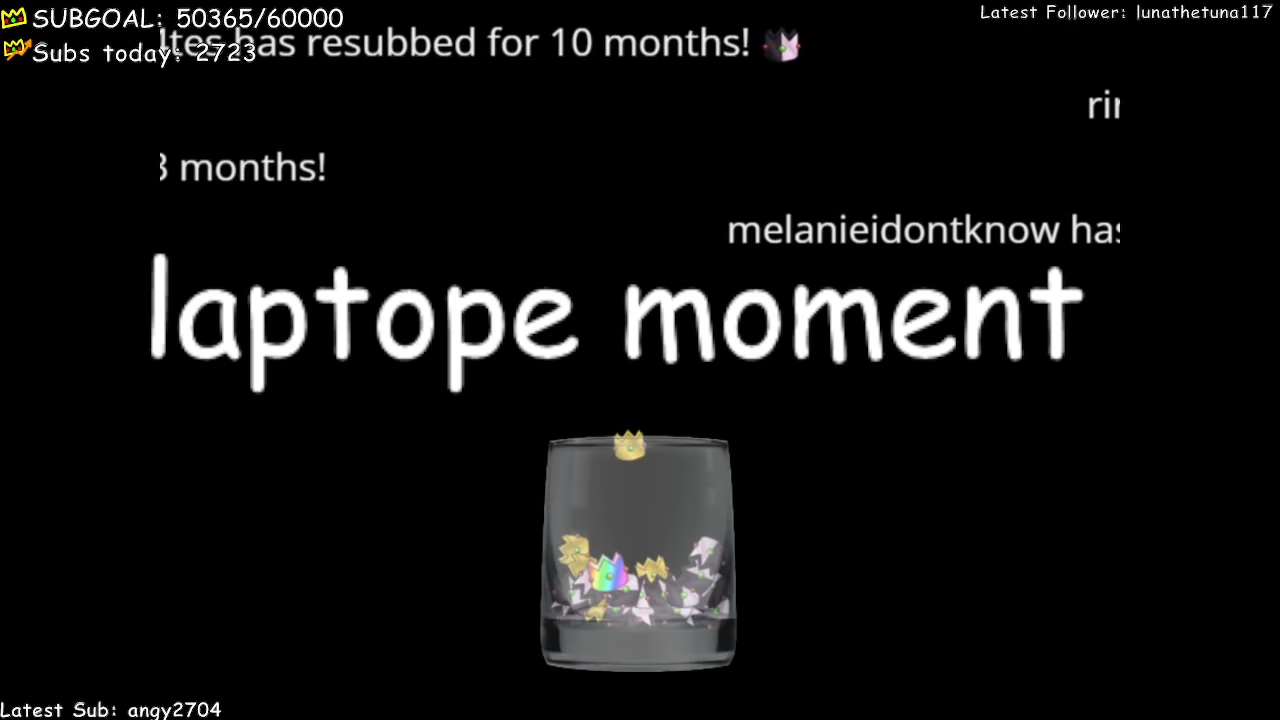 SUBGOAL: 50365/60000
Latest Follower: lunathetuna117
has resubbed for 10 months!
Subs today: 2723
months!
melanieidontknow has
laptope moment
Latest Sub: angy2704